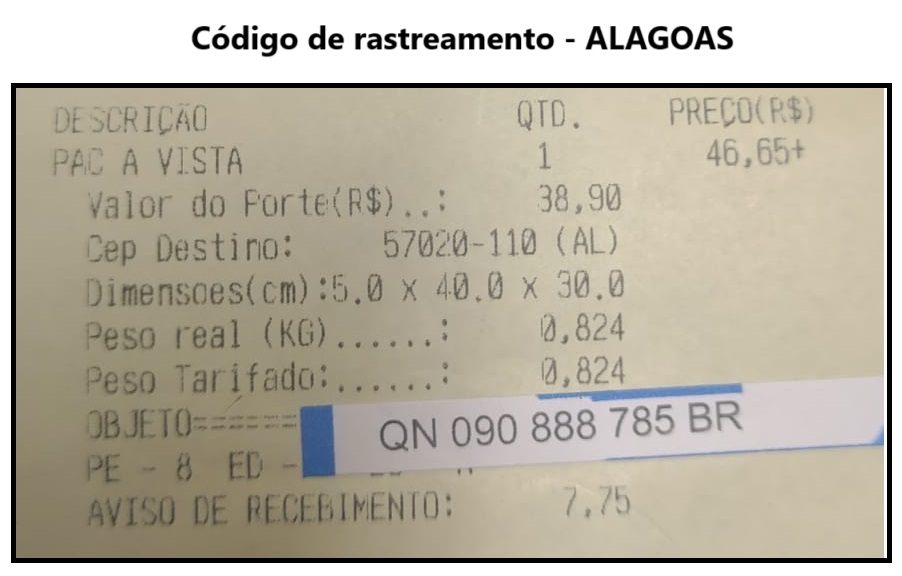 Código de rastreamento - ALAGOAS
DESCRIÇÃO QTD. PREÇO(R$)
PAC A VISTA 1 46,65+
Valor do Porte(R$)..: 38,90
Cep Destino: 57020-110 (AL)
Dimensoes(cm):5.0 x 40.0 x 30.0
Peso real (KG)......: 0,824
Peso Tarifado:......: 0,824
OBJETO======
QN 090 888 785 BR
PE - 8 ED -
AVISO DE RECEBIMENTO: 7,75